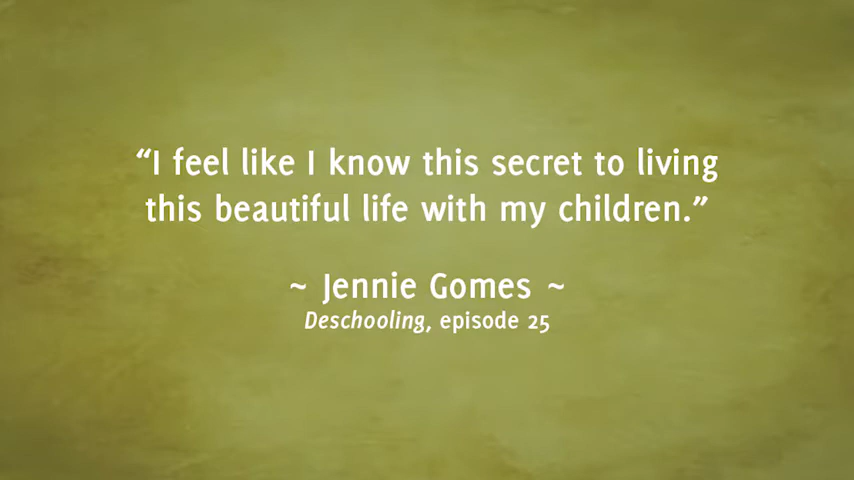 “I feel like I know this secret to living
this beautiful life with my children.”
~ Jennie Gomes ~
Deschooling, episode 25